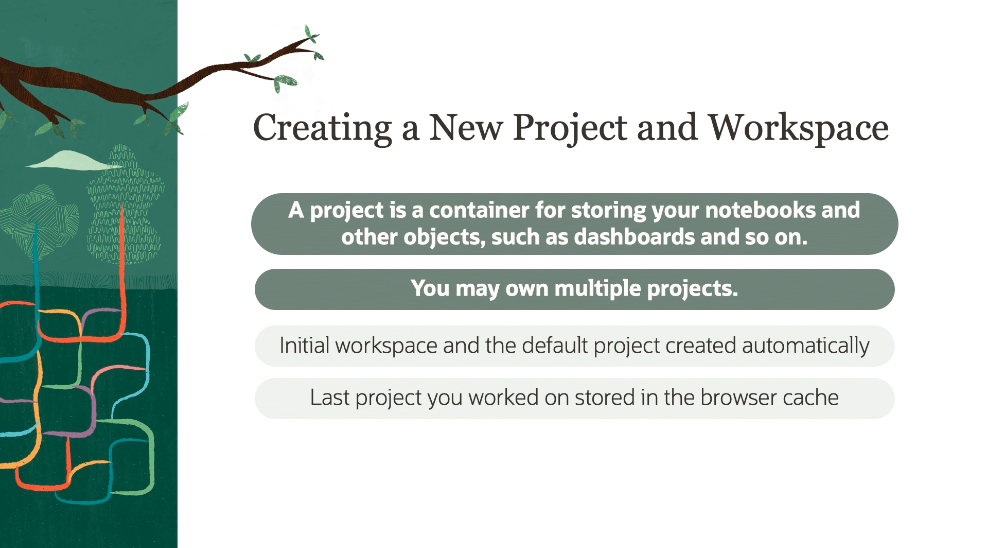 Creating a New Project and Workspace
A project is a container for storing your notebooks and
other objects, such as dashboards and so on.
You may own multiple projects.
Initial workspace and the default project created automatically
Last project you worked on stored in the browser cache